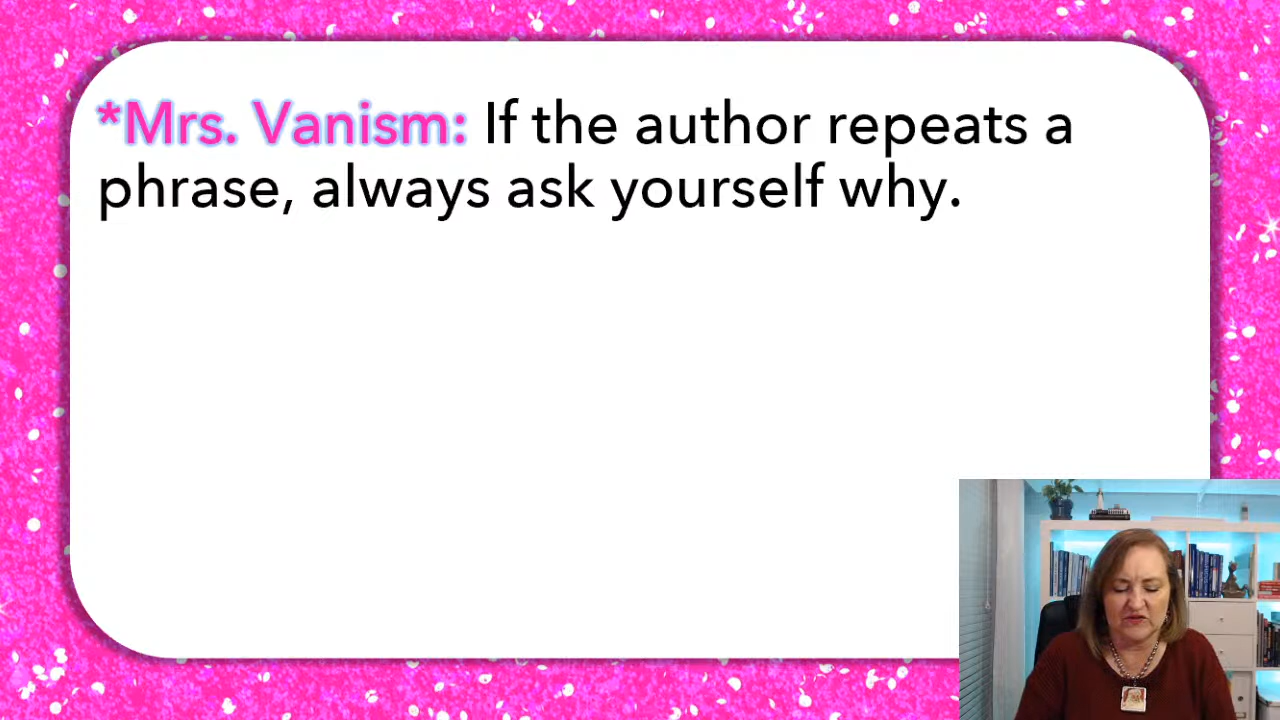 *Mrs. Vanism: If the author repeats a
phrase, always ask yourself why.